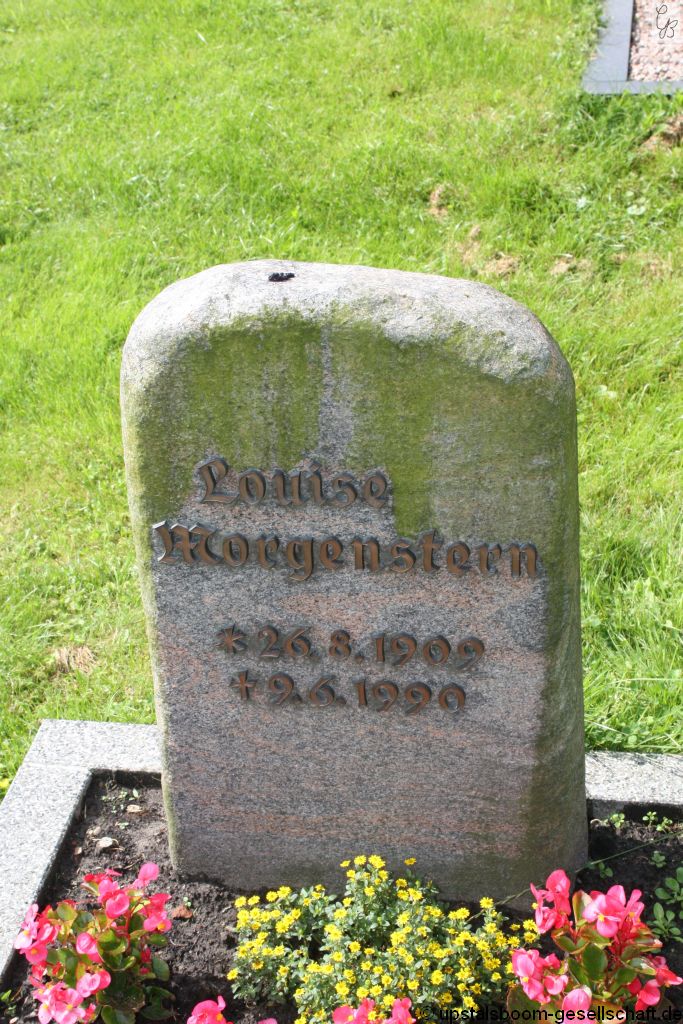 Louise
Morgenstern
* 26.8.1909
† 9.6.1990
© upstalsboom-gesellschaft.de